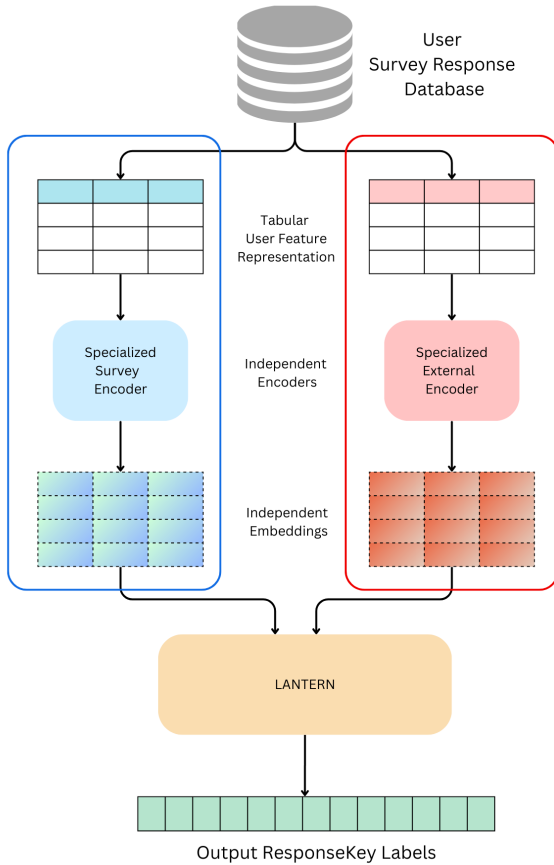 User
Survey Response
Database
Tabular
User Feature
Representation
Specialized
Survey
Encoder
Independent
Encoders
Specialized
External
Encoder
Independent
Embeddings
LANTERN
Output ResponseKey Labels